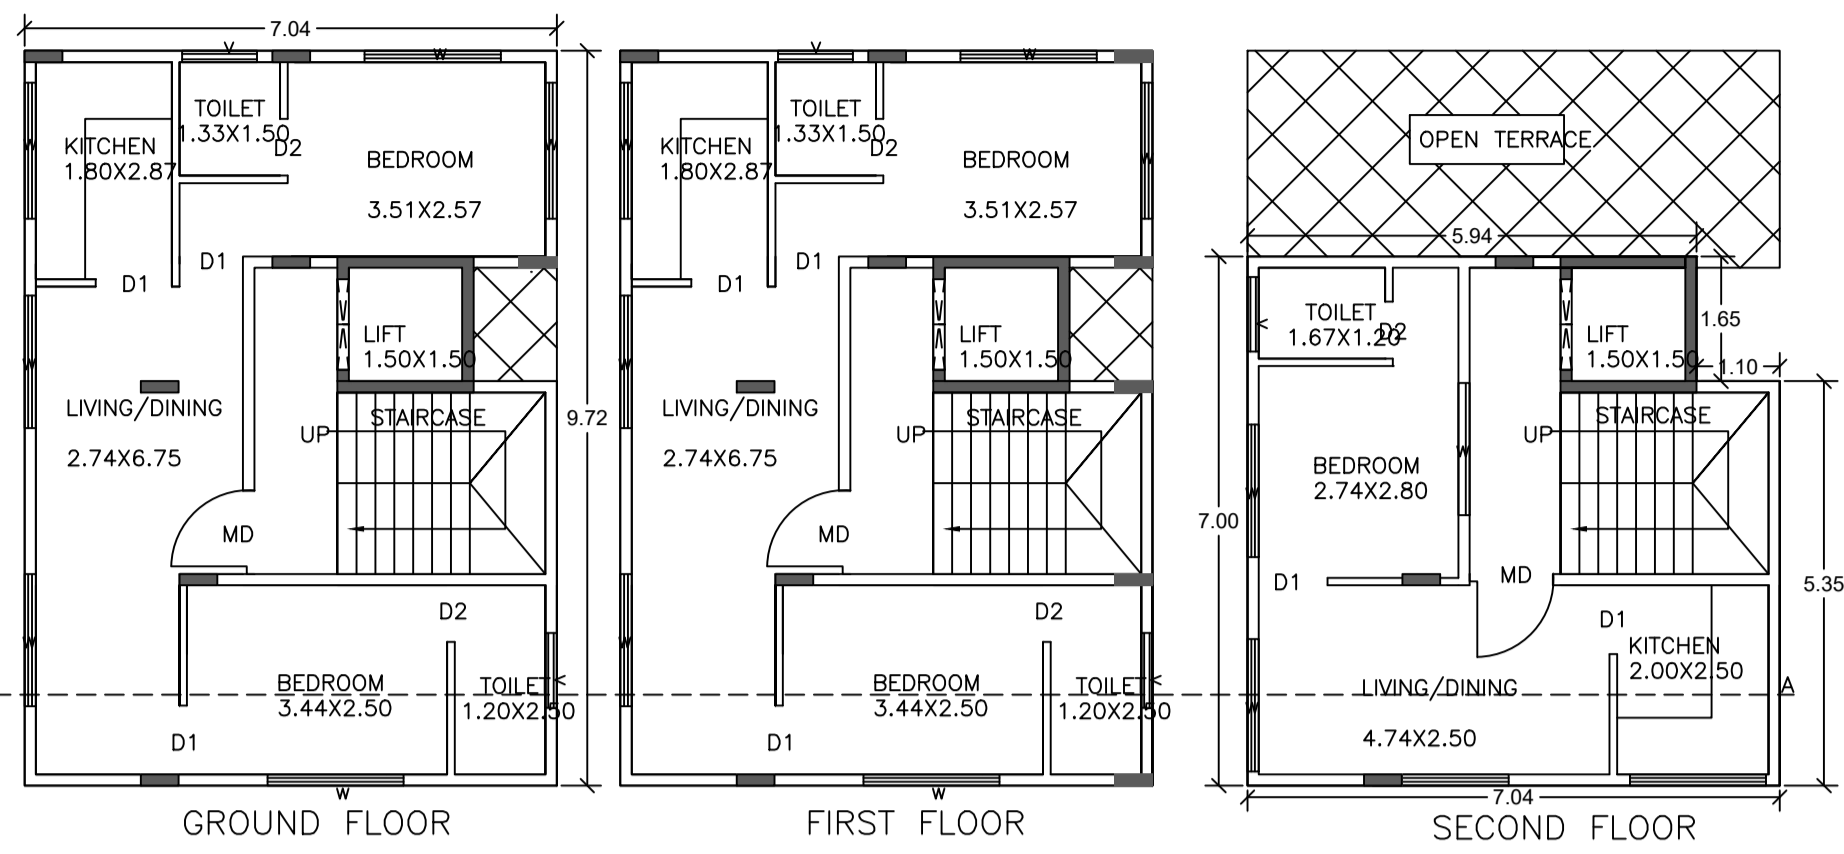 7.04
V
W
TOILET
1.33X1.50
D2
KITCHEN
1.80X2.87
W
BEDROOM
3.51X2.57
W
D1
D1
LIFT
1.50X1.50
V
V
W
LIVING/DINING
2.74X6.75
STAIRCASE
UP
9.72
MD
D2
W
BEDROOM
3.44X2.50
TOILET
1.20X2.50
V
D1
W
GROUND FLOOR
V
W
TOILET
1.33X1.50
D2
KITCHEN
1.80X2.87
W
BEDROOM
3.51X2.57
W
D1
D1
LIFT
1.50X1.50
V
V
W
LIVING/DINING
2.74X6.75
STAIRCASE
UP
MD
D2
W
BEDROOM
3.44X2.50
TOILET
1.20X2.50
V
D1
W
FIRST FLOOR
OPEN TERRACE
5.94
TOILET
1.67X1.20
D2
V
LIFT
1.50X1.50
V
V
1.65
1.10
STAIRCASE
UP
BEDROOM
2.74X2.80
W
W
7.00
D1
MD
D1
5.35
KITCHEN
2.00X2.50
LIVING/DINING
4.74X2.50
W
A
7.04
SECOND FLOOR